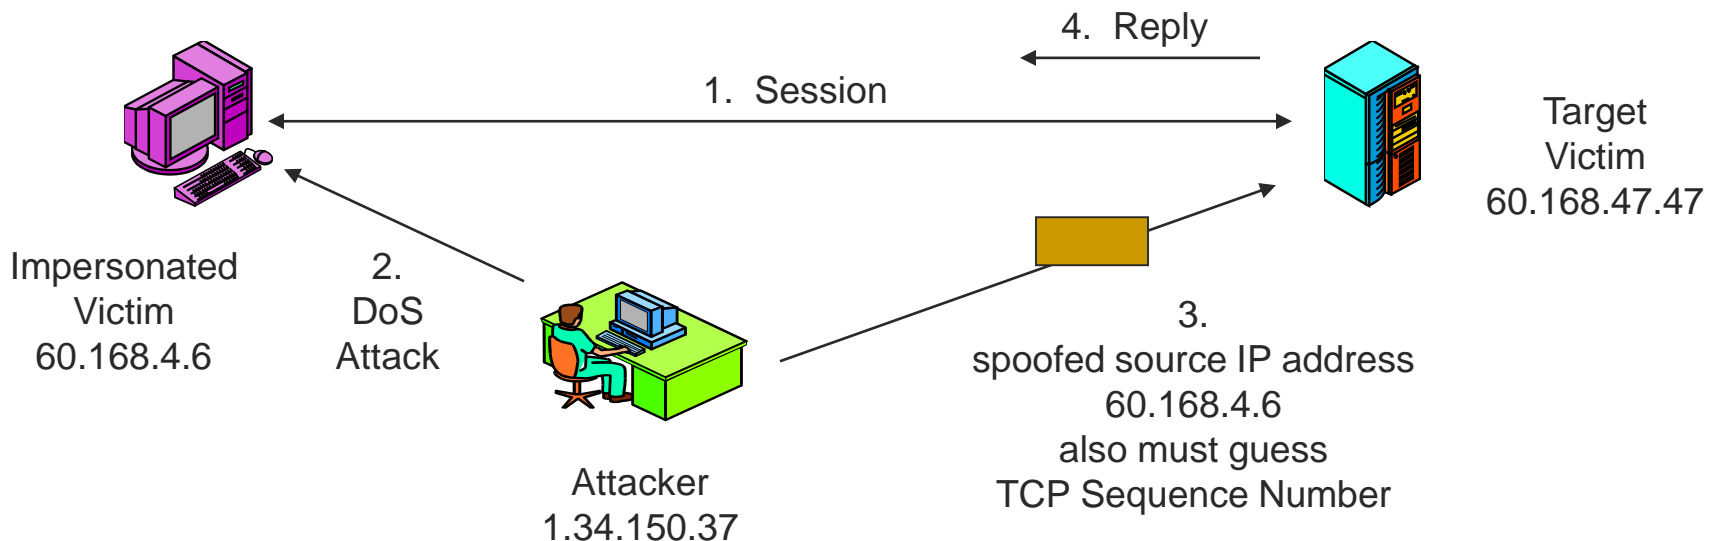 4.  Reply
1.  Session
Target
Victim
60.168.47.47
Impersonated
Victim
60.168.4.6
2.
DoS
Attack
3.
spoofed source IP address
60.168.4.6
also must guess
TCP Sequence Number
Attacker
1.34.150.37